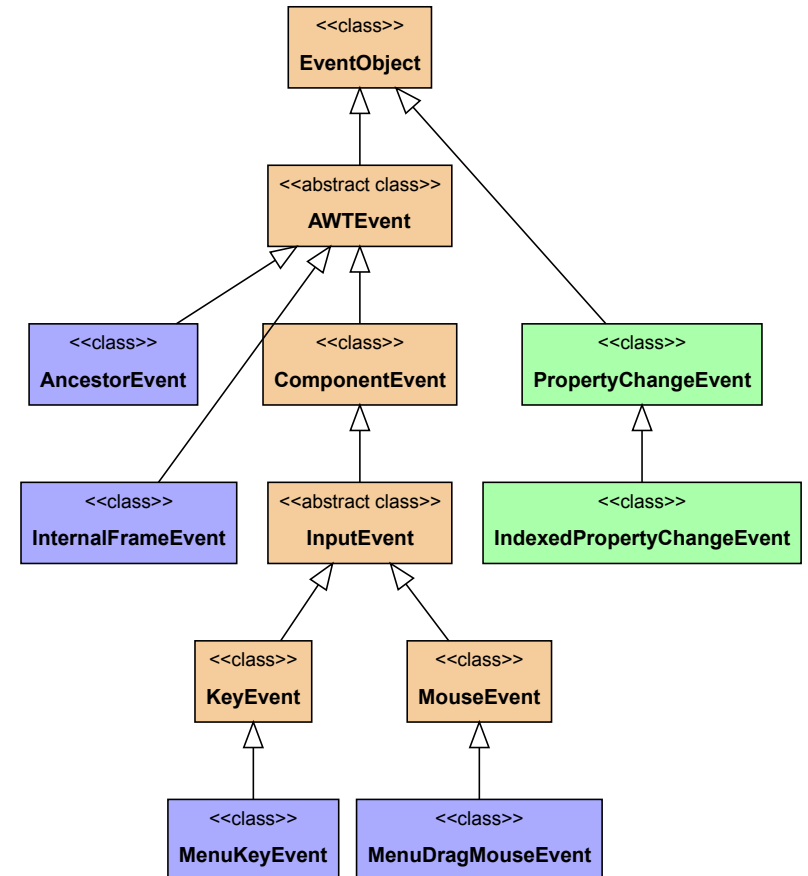 <<class>>
EventObject
<<abstract class>>
AWTEvent
<<class>>
AncestorEvent
<<class>>
ComponentEvent
<<class>>
PropertyChangeEvent
<<class>>
InternalFrameEvent
<<abstract class>>
InputEvent
<<class>>
IndexedPropertyChangeEvent
<<class>>
KeyEvent
<<class>>
MouseEvent
<<class>>
MenuKeyEvent
<<class>>
MenuDragMouseEvent